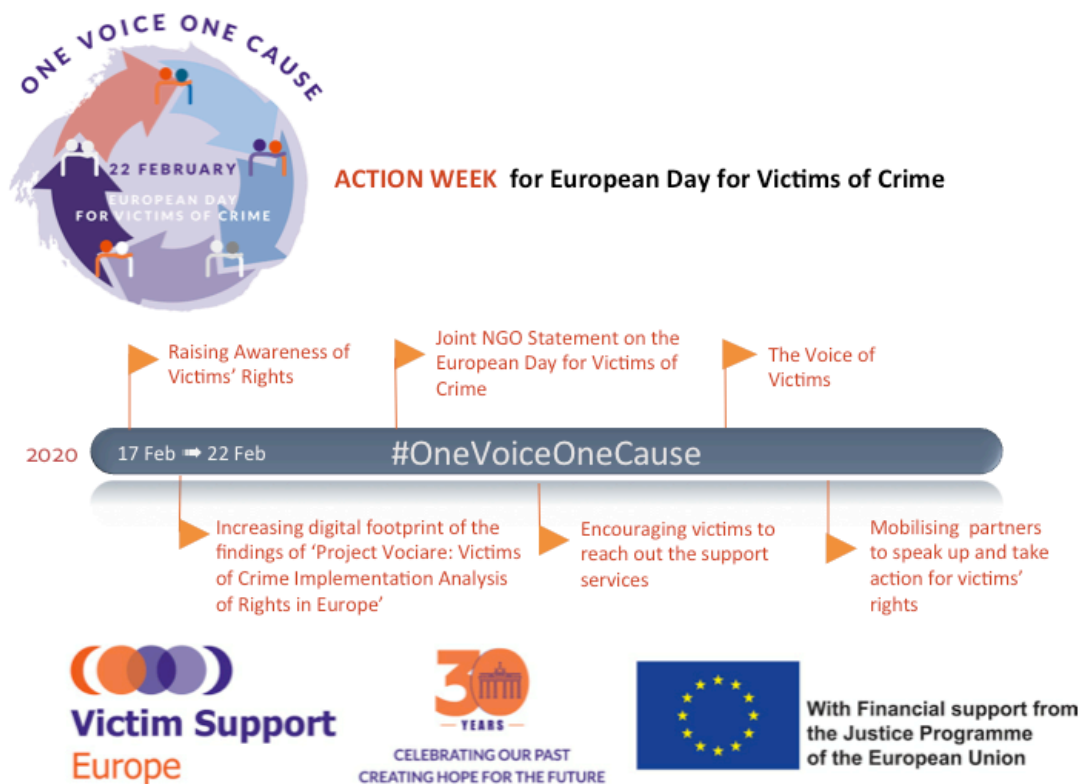 ONE VOICE ONE CAUSE
22 FEBRUARY
EUROPEAN DAY
FOR VICTIMS OF CRIME
ACTION WEEK for European Day for Victims of Crime
Raising Awareness of
Victims' Rights
Joint NGO Statement on the
European Day for Victims of
Crime
The Voice of
Victims
2020
17 Feb ➡ 22 Feb
#OneVoiceOneCause
Increasing digital footprint of the
findings of 'Project Vociare: Victims
of Crime Implementation Analysis
of Rights in Europe'
Encouraging victims to
reach out the support
services
Mobilising partners
to speak up and take
action for victims'
rights
Victim Support
Europe
30
YEARS
CELEBRATING OUR PAST
CREATING HOPE FOR THE FUTURE
With Financial support from
the Justice Programme
of the European Union